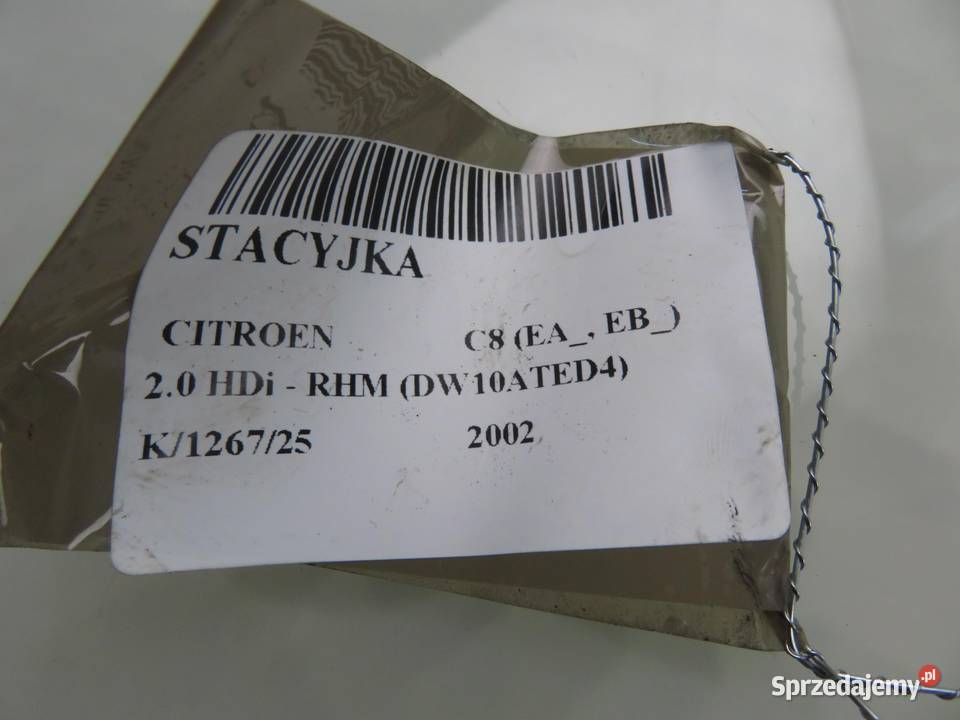 STACYJKA
CITROEN C8 (EA_, EB_)
2.0 HDi - RHM (DW10ATED4)
K/1267/25 2002
Sprzedajemy.pl